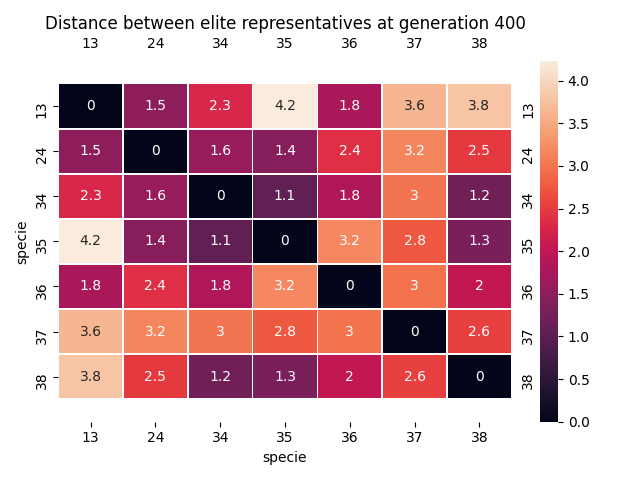 Distance between elite representatives at generation 400
13 24 34 35 36 37 38
13 0 1.5 2.3 4.2 1.8 3.6 3.8 13
24 1.5 0 1.6 1.4 2.4 3.2 2.5 24
34 2.3 1.6 0 1.1 1.8 3 1.2 34
35 4.2 1.4 1.1 0 3.2 2.8 1.3 35
36 1.8 2.4 1.8 3.2 0 3 2 36
37 3.6 3.2 3 2.8 3 0 2.6 37
38 3.8 2.5 1.2 1.3 2 2.6 0 38
13 24 34 35 36 37 38
specie
specie
4.0
3.5
3.0
2.5
2.0
1.5
1.0
0.5
0.0